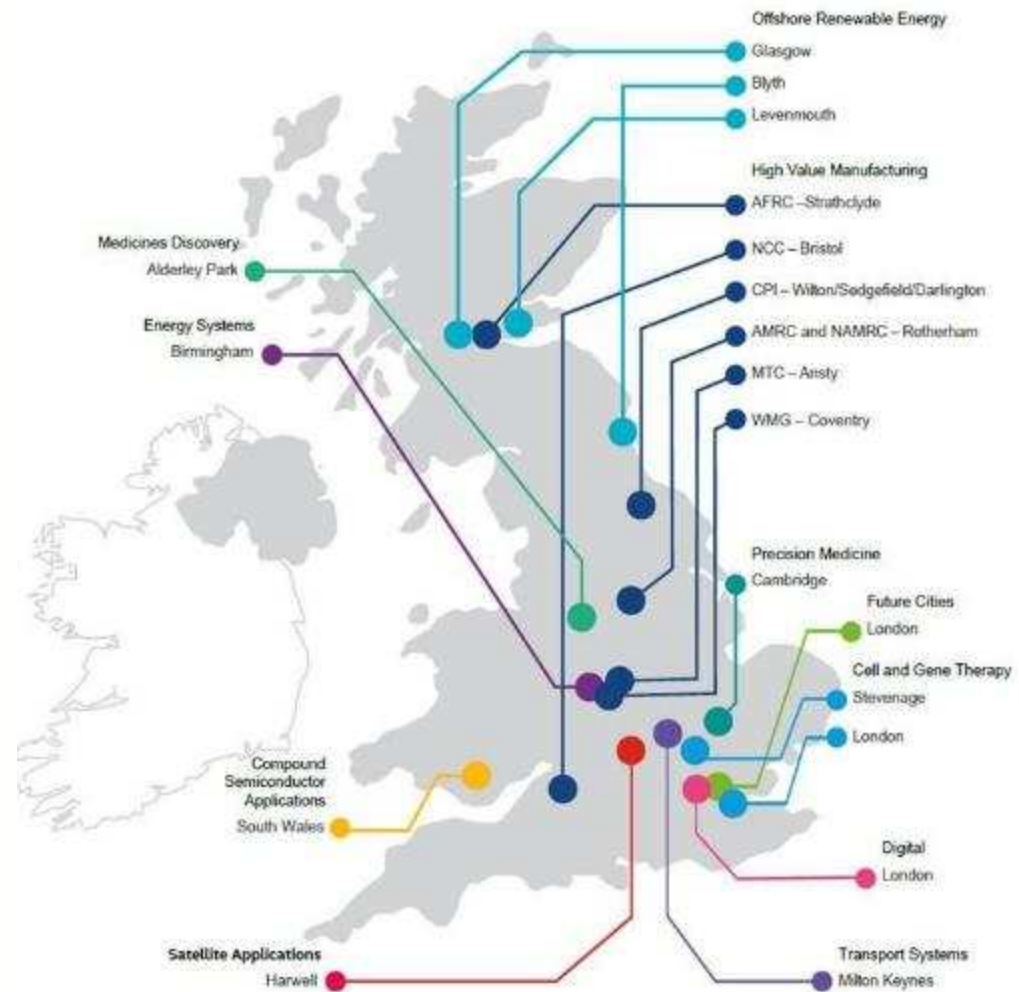 Offshore Renewable Energy
Glasgow
Blyth
Levenmouth
High Value Manufacturing
AFRC –Strathclyde
NCC – Bristol
CPI – Wilton/Sedgefield/Darlington
AMRC and NAMRC – Rotherham
MTC – Ansty
WMG – Coventry
Medicines Discovery
Alderley Park
Energy Systems
Birmingham
Precision Medicine
Cambridge
Future Cities
London
Cell and Gene Therapy
Stevenage
London
Compound
Semiconductor
Applications
South Wales
Digital
London
Satellite Applications
Harwell
Transport Systems
Milton Keynes